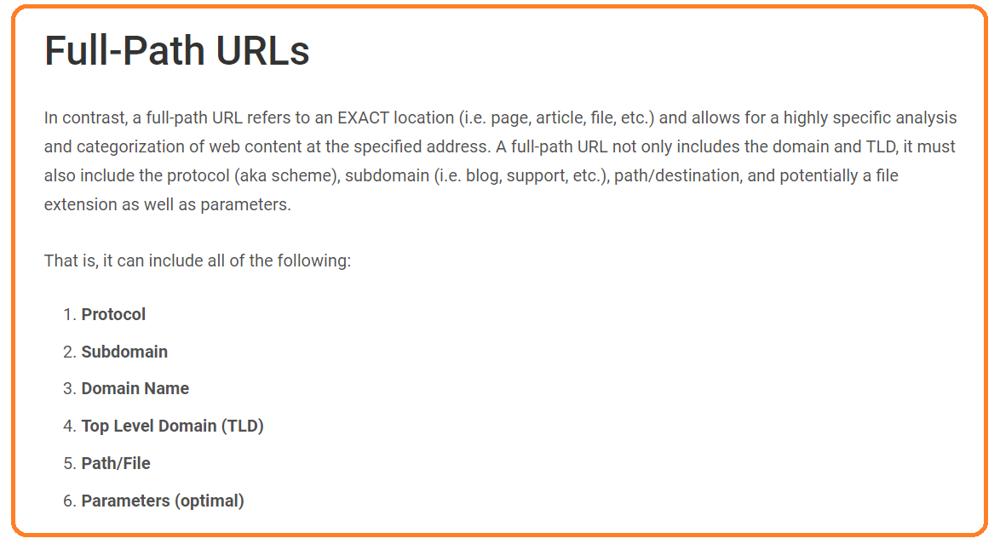 Full-Path URLs
In contrast, a full-path URL refers to an EXACT location (i.e. page, article, file, etc.) and allows for a highly specific analysis
and categorization of web content at the specified address. A full-path URL not only includes the domain and TLD, it must
also include the protocol (aka scheme), subdomain (i.e. blog, support, etc.), path/destination, and potentially a file
extension as well as parameters.
That is, it can include all of the following:
1. Protocol
2. Subdomain
3. Domain Name
4. Top Level Domain (TLD)
5. Path/File
6. Parameters (optimal)